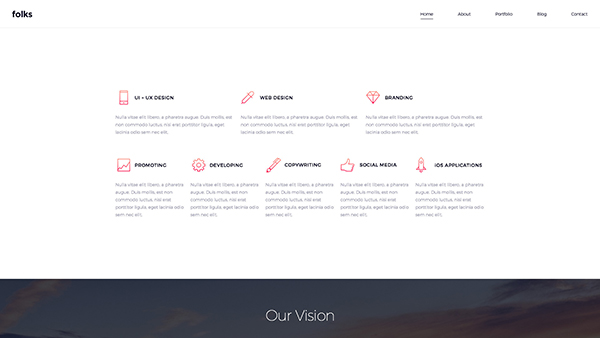 folks
Home About Portfolio Blog Contact
UI – UX DESIGN
Nulla vitae elit libero, a pharetra augue. Duis mollis, est
non commodo luctus, nisi erat porttitor ligula, eget
lacinia odio sem nec elit.
WEB DESIGN
Nulla vitae elit libero, a pharetra augue. Duis mollis, est
non commodo luctus, nisi erat porttitor ligula, eget
lacinia odio sem nec elit.
BRANDING
Nulla vitae elit libero, a pharetra augue. Duis mollis, est
non commodo luctus, nisi erat porttitor ligula, eget
lacinia odio sem nec elit.
PROMOTING
Nulla vitae elit libero, a pharetra
augue. Duis mollis, est non
commodo luctus, nisi erat
porttitor ligula, eget lacinia odio
sem nec elit.
DEVELOPING
Nulla vitae elit libero, a pharetra
augue. Duis mollis, est non
commodo luctus, nisi erat
porttitor ligula, eget lacinia odio
sem nec elit.
COPYWRITING
Nulla vitae elit libero, a pharetra
augue. Duis mollis, est non
commodo luctus, nisi erat
porttitor ligula, eget lacinia odio
sem nec elit.
SOCIAL MEDIA
Nulla vitae elit libero, a pharetra
augue. Duis mollis, est non
commodo luctus, nisi erat
porttitor ligula, eget lacinia odio
sem nec elit.
IOS APPLICATIONS
Nulla vitae elit libero, a pharetra
augue. Duis mollis, est non
commodo luctus, nisi erat
porttitor ligula, eget lacinia odio
sem nec elit.
Our Vision